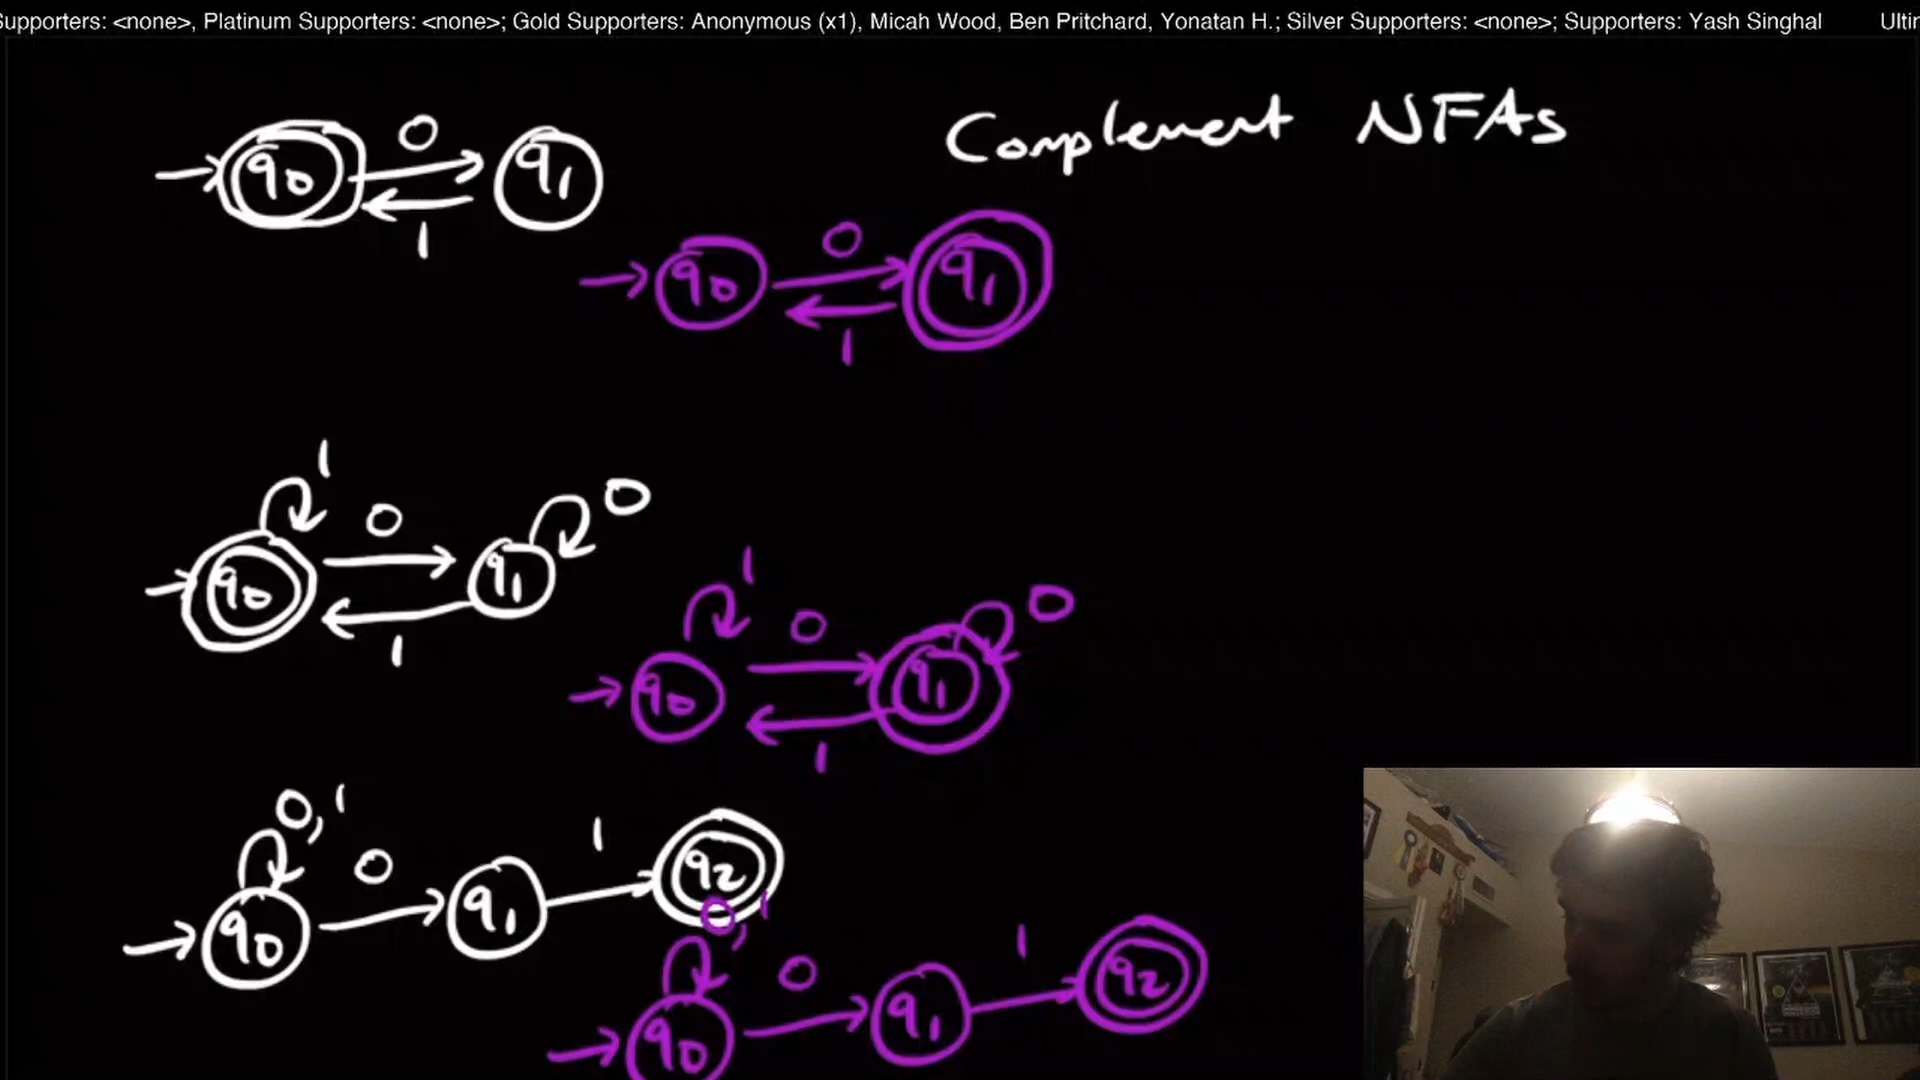 Supporters: <none>, Platinum Supporters: <none>; Gold Supporters: Anonymous (x1), Micah Wood, Ben Pritchard, Yonatan H.; Silver Supporters: <none>; Supporters: Yash Singhal
Complement NFAs
q0 0 q1
1
q0 0 q1
1
1 0
q0 0 q1
1
1 0
q0 0 q1
1
0,1
q0 0 q1 1 q2
0,1
q0 0 q1 1 q2